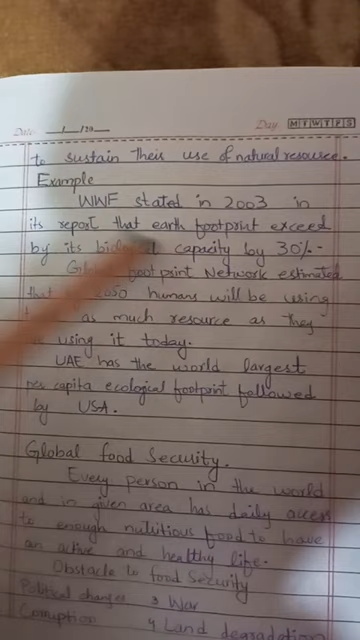 Date / /20 Day M T W T F S
to sustain their use of natural resource.
Example
WWF stated in 2003 in
its report that earth footprint exceed
by its capacity by 30%.
footprint Network estimated
2050 humans will be using
as much resource as they
using it today.
UAE has the world largest
per capita ecological footprint followed
by USA.
Global food Security.
Every person in the world
and in given area has daily access
to enough nutritious food to have
an active and healthy life.
Obstacle to food Security
Political changes 3 War
Corruption 4 Land degradation